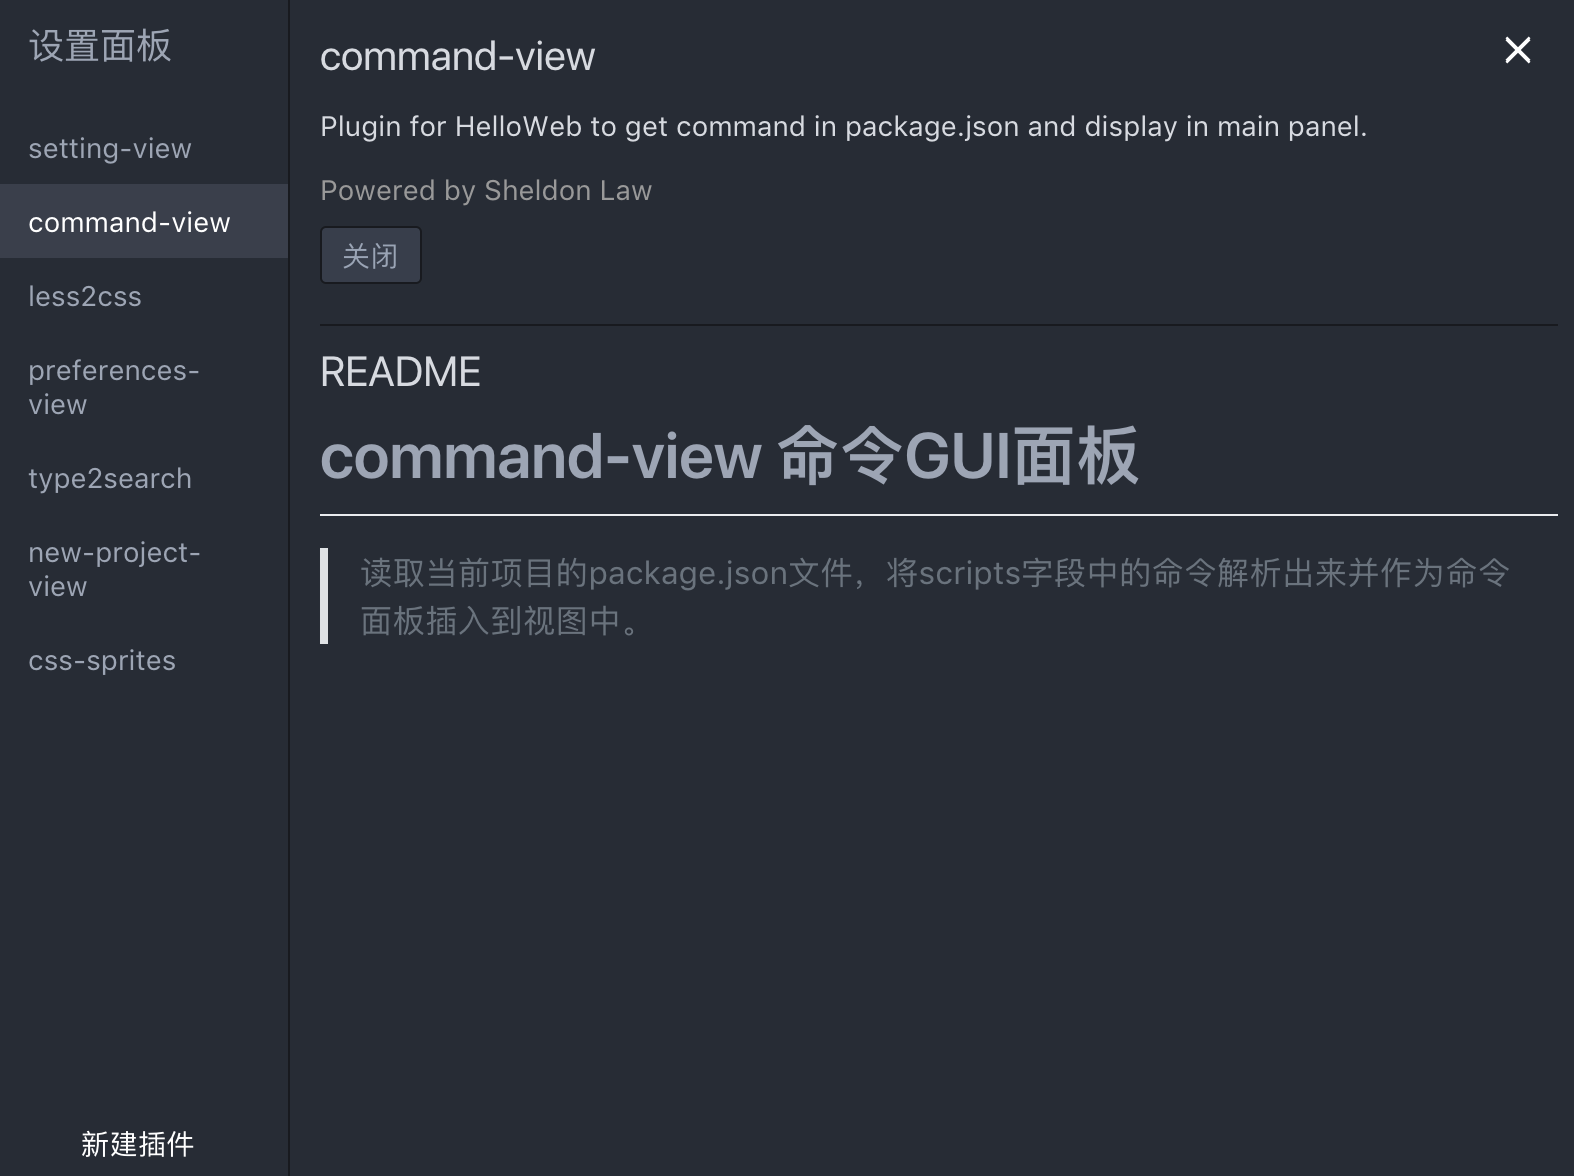 设置面板
setting-view
command-view
less2css
preferences-
view
type2search
new-project-
view
css-sprites
新建插件
command-view
Plugin for HelloWeb to get command in package.json and display in main panel.
Powered by Sheldon Law
关闭
README
command-view 命令GUI面板
读取当前项目的package.json文件，将scripts字段中的命令解析出来并作为命令
面板插入到视图中。